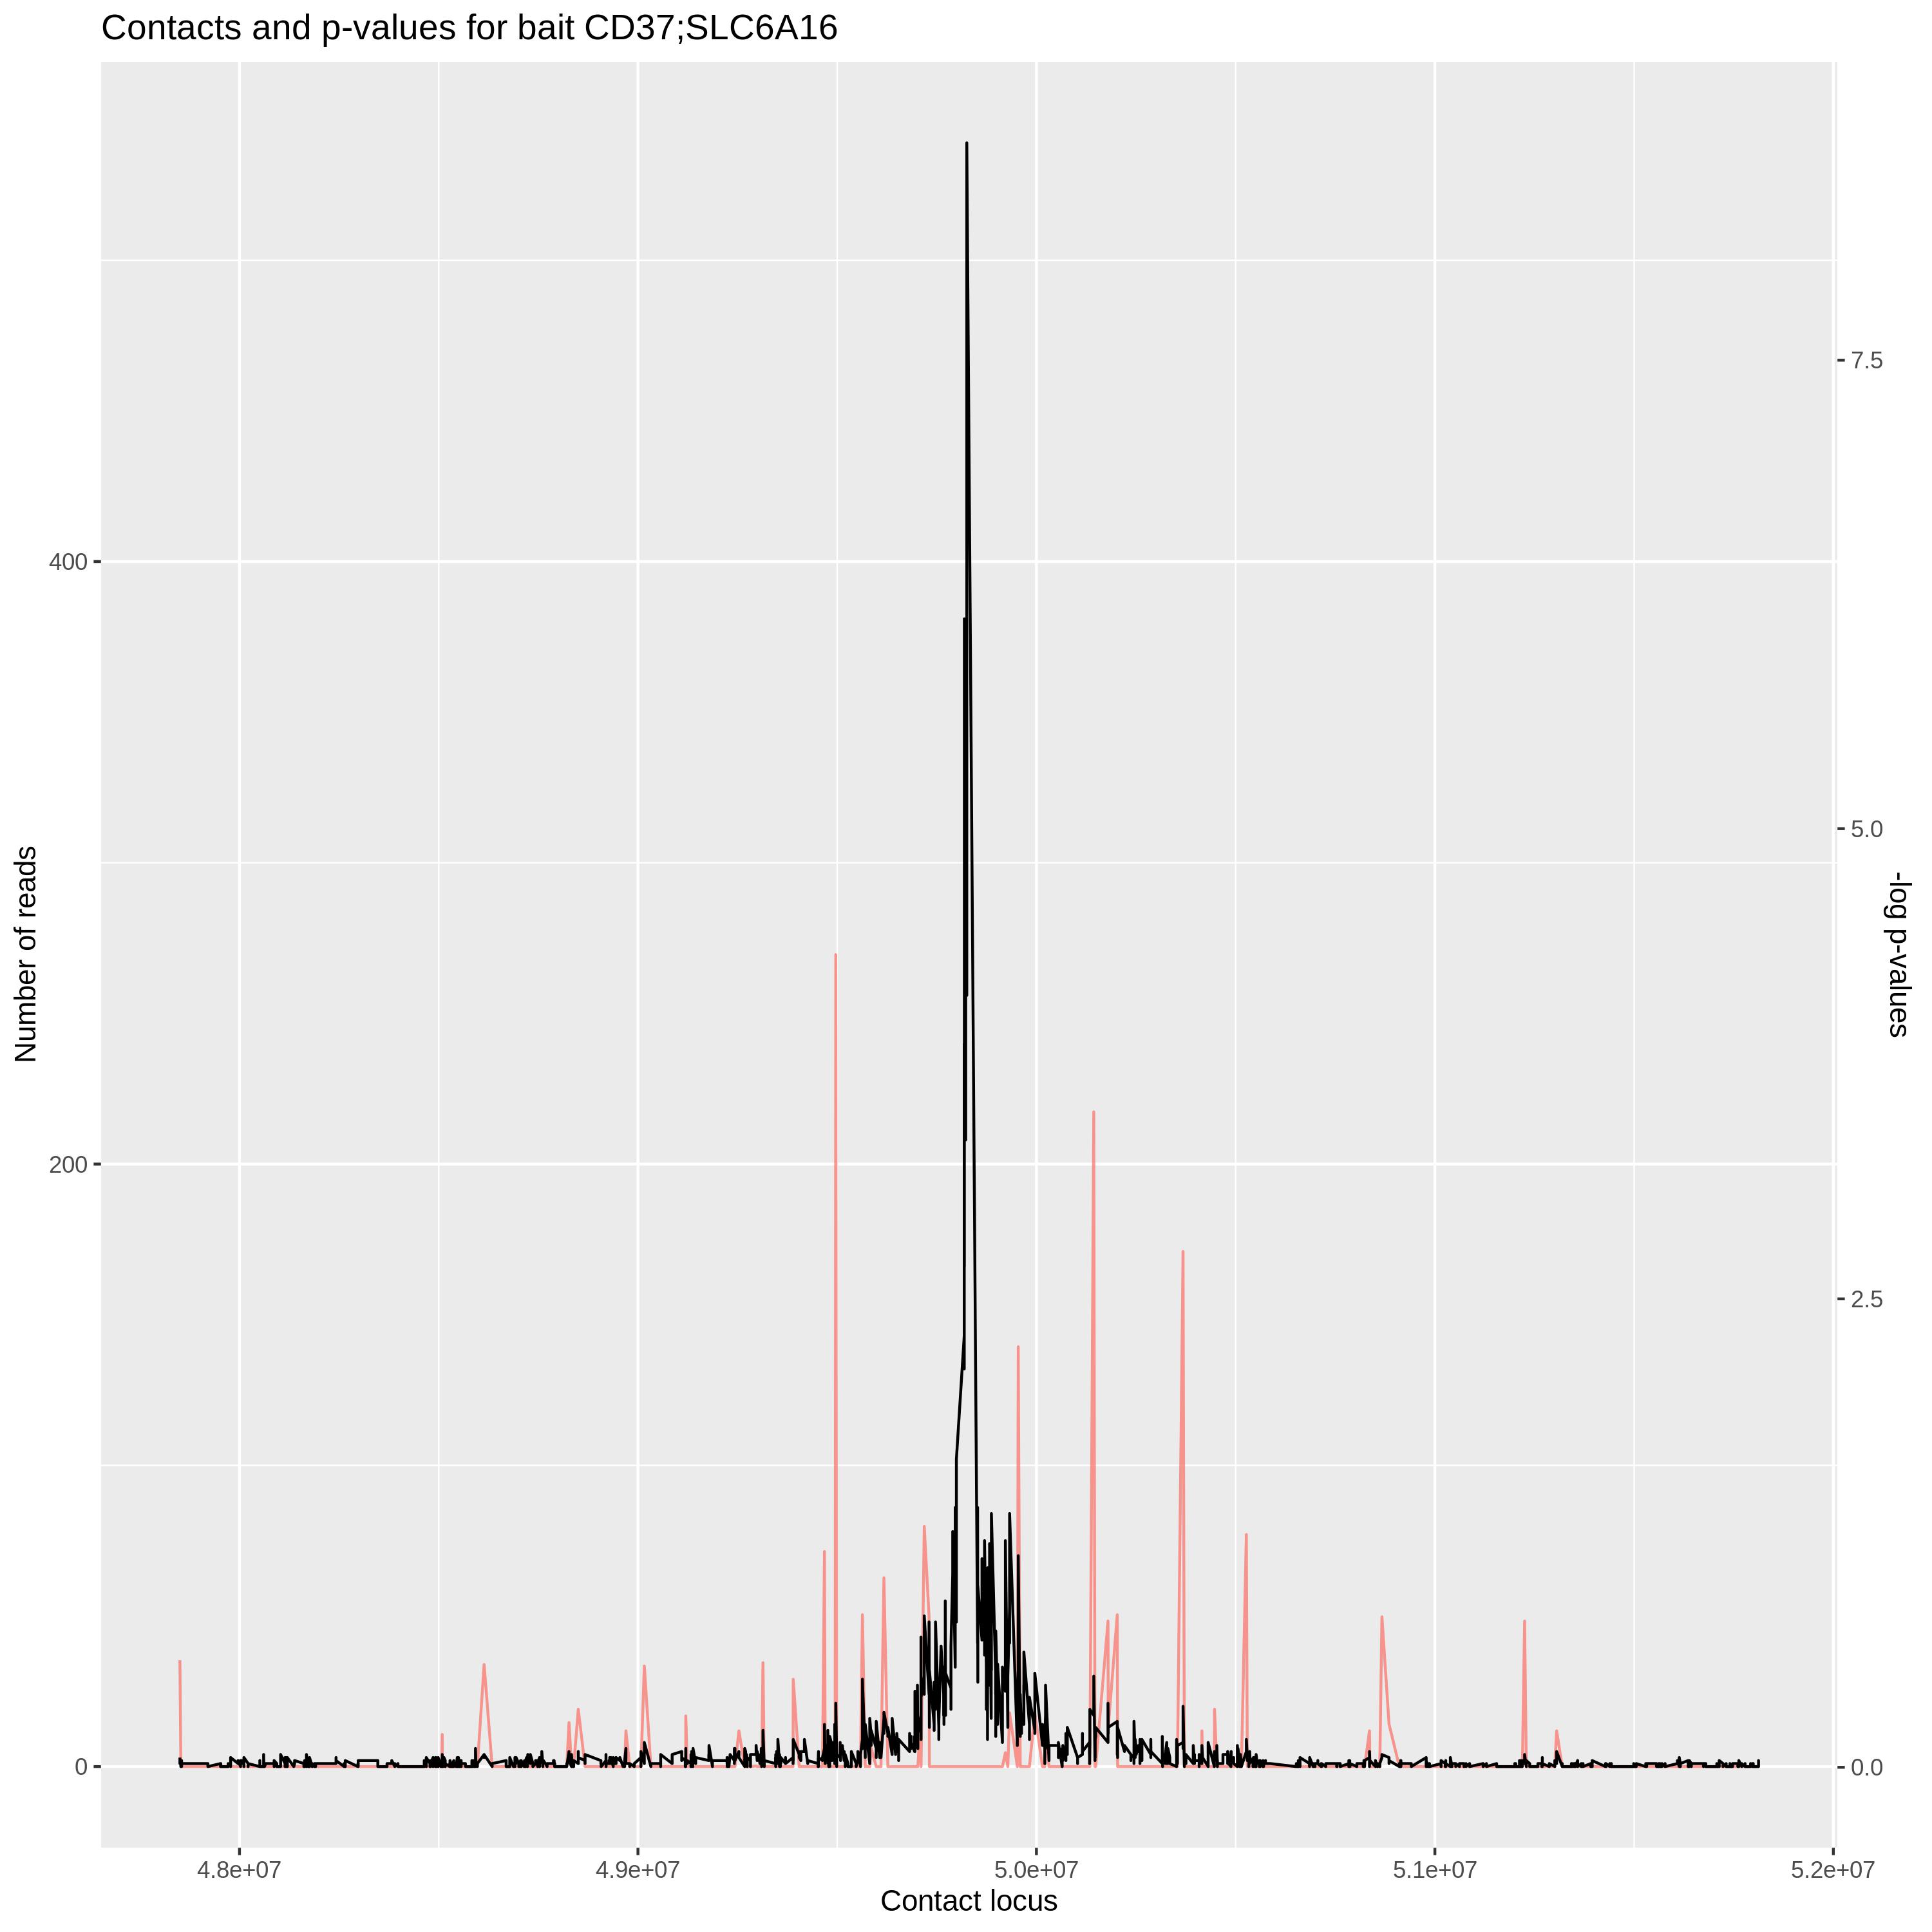 Contacts and p-values for bait CD37;SLC6A16
Number of reads
400
200
0
7.5
5.0
2.5
0.0
-log p-values
4.8e+07
4.9e+07
5.0e+07
5.1e+07
5.2e+07
Contact locus